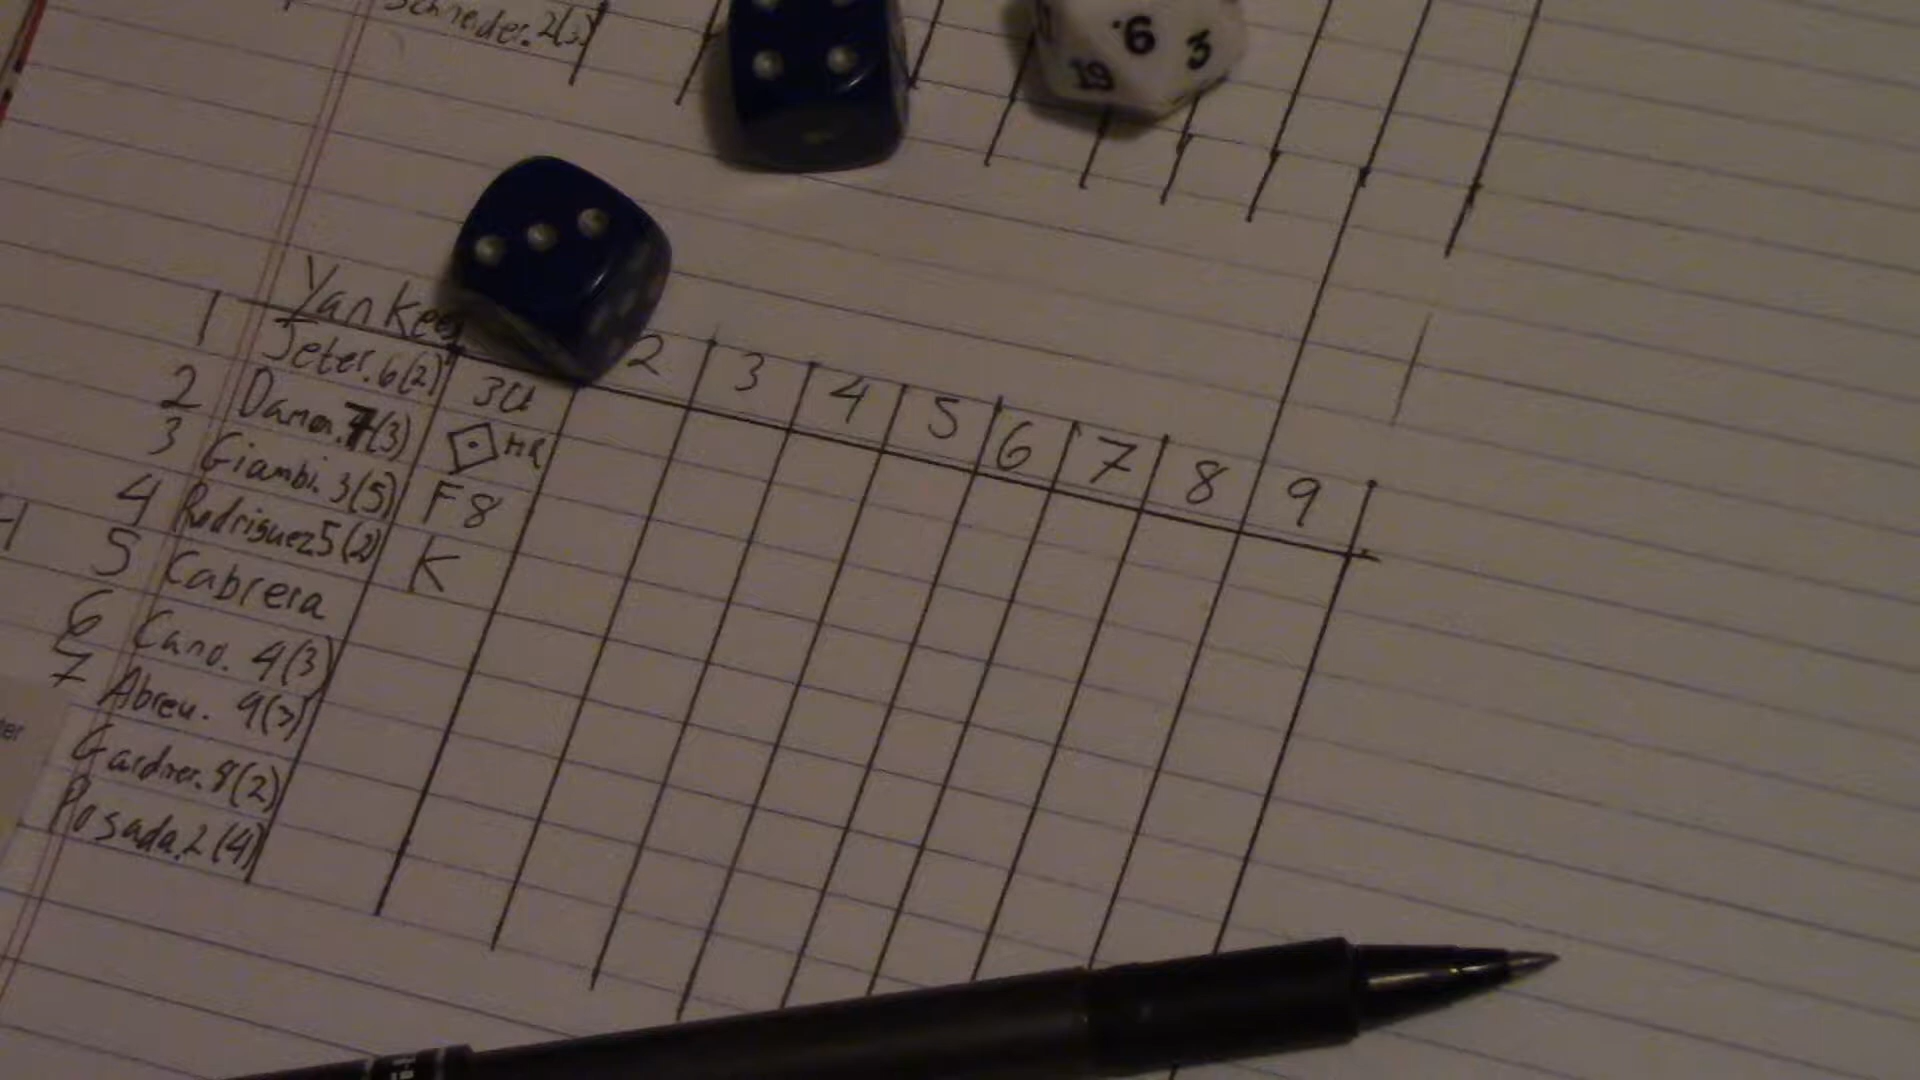 Schneider. 2(3)
·6 3
19
Yankees
2 3 4 5 6 7 8 9
1 Jeter. 6(2) 3U
2 Damon. 7(3) HR
3 Giambi. 3(5) F8
4 Rodriguez 5(2) K
5 Cabrera
6 Cano. 4(3)
7 Abreu. 9(3)
Gardner. 8(2)
Posada. 2(4)